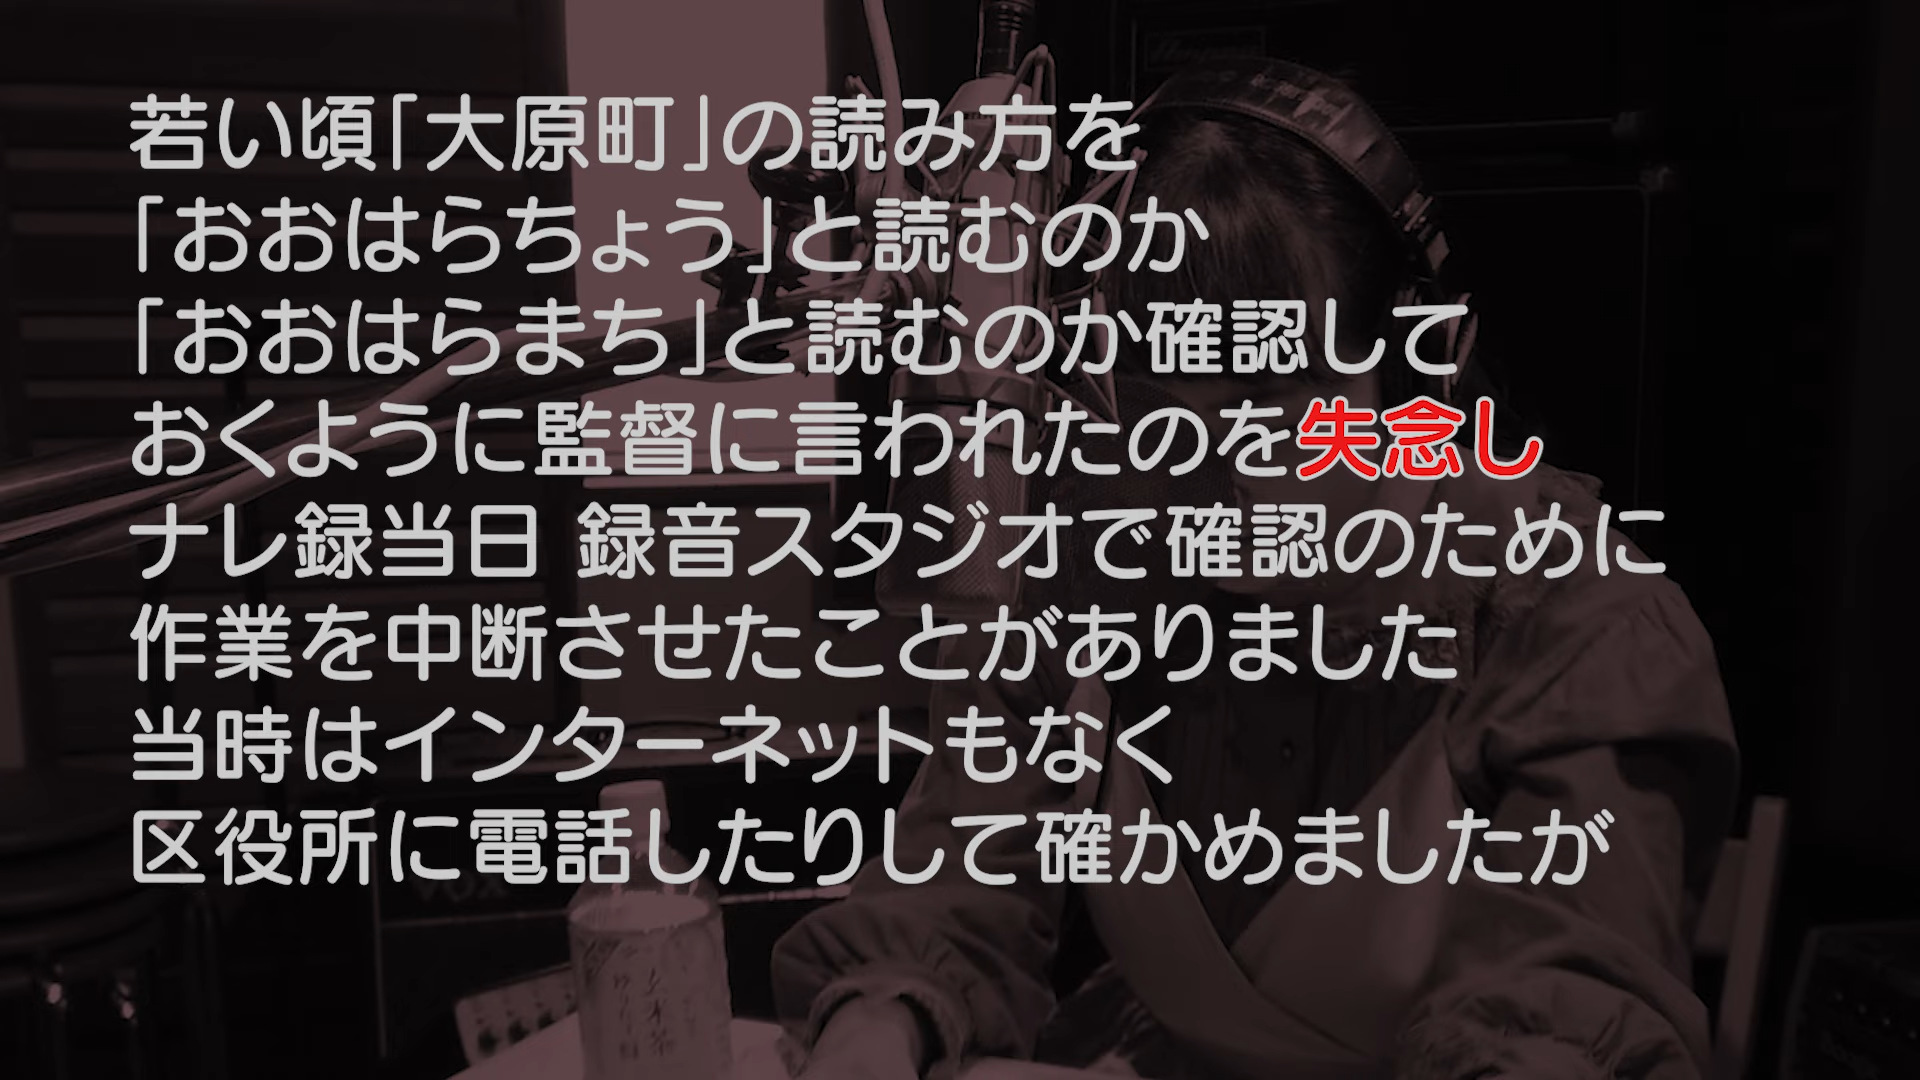 若い頃「大原町」の読み方を
「おおはらちょう」と読むのか
「おおはらまち」と読むのか確認して
おくように監督に言われたのを失念し
ナレ録当日 録音スタジオで確認のために
作業を中断させたことがありました
当時はインターネットもなく
区役所に電話したりして確かめましたが
VOX